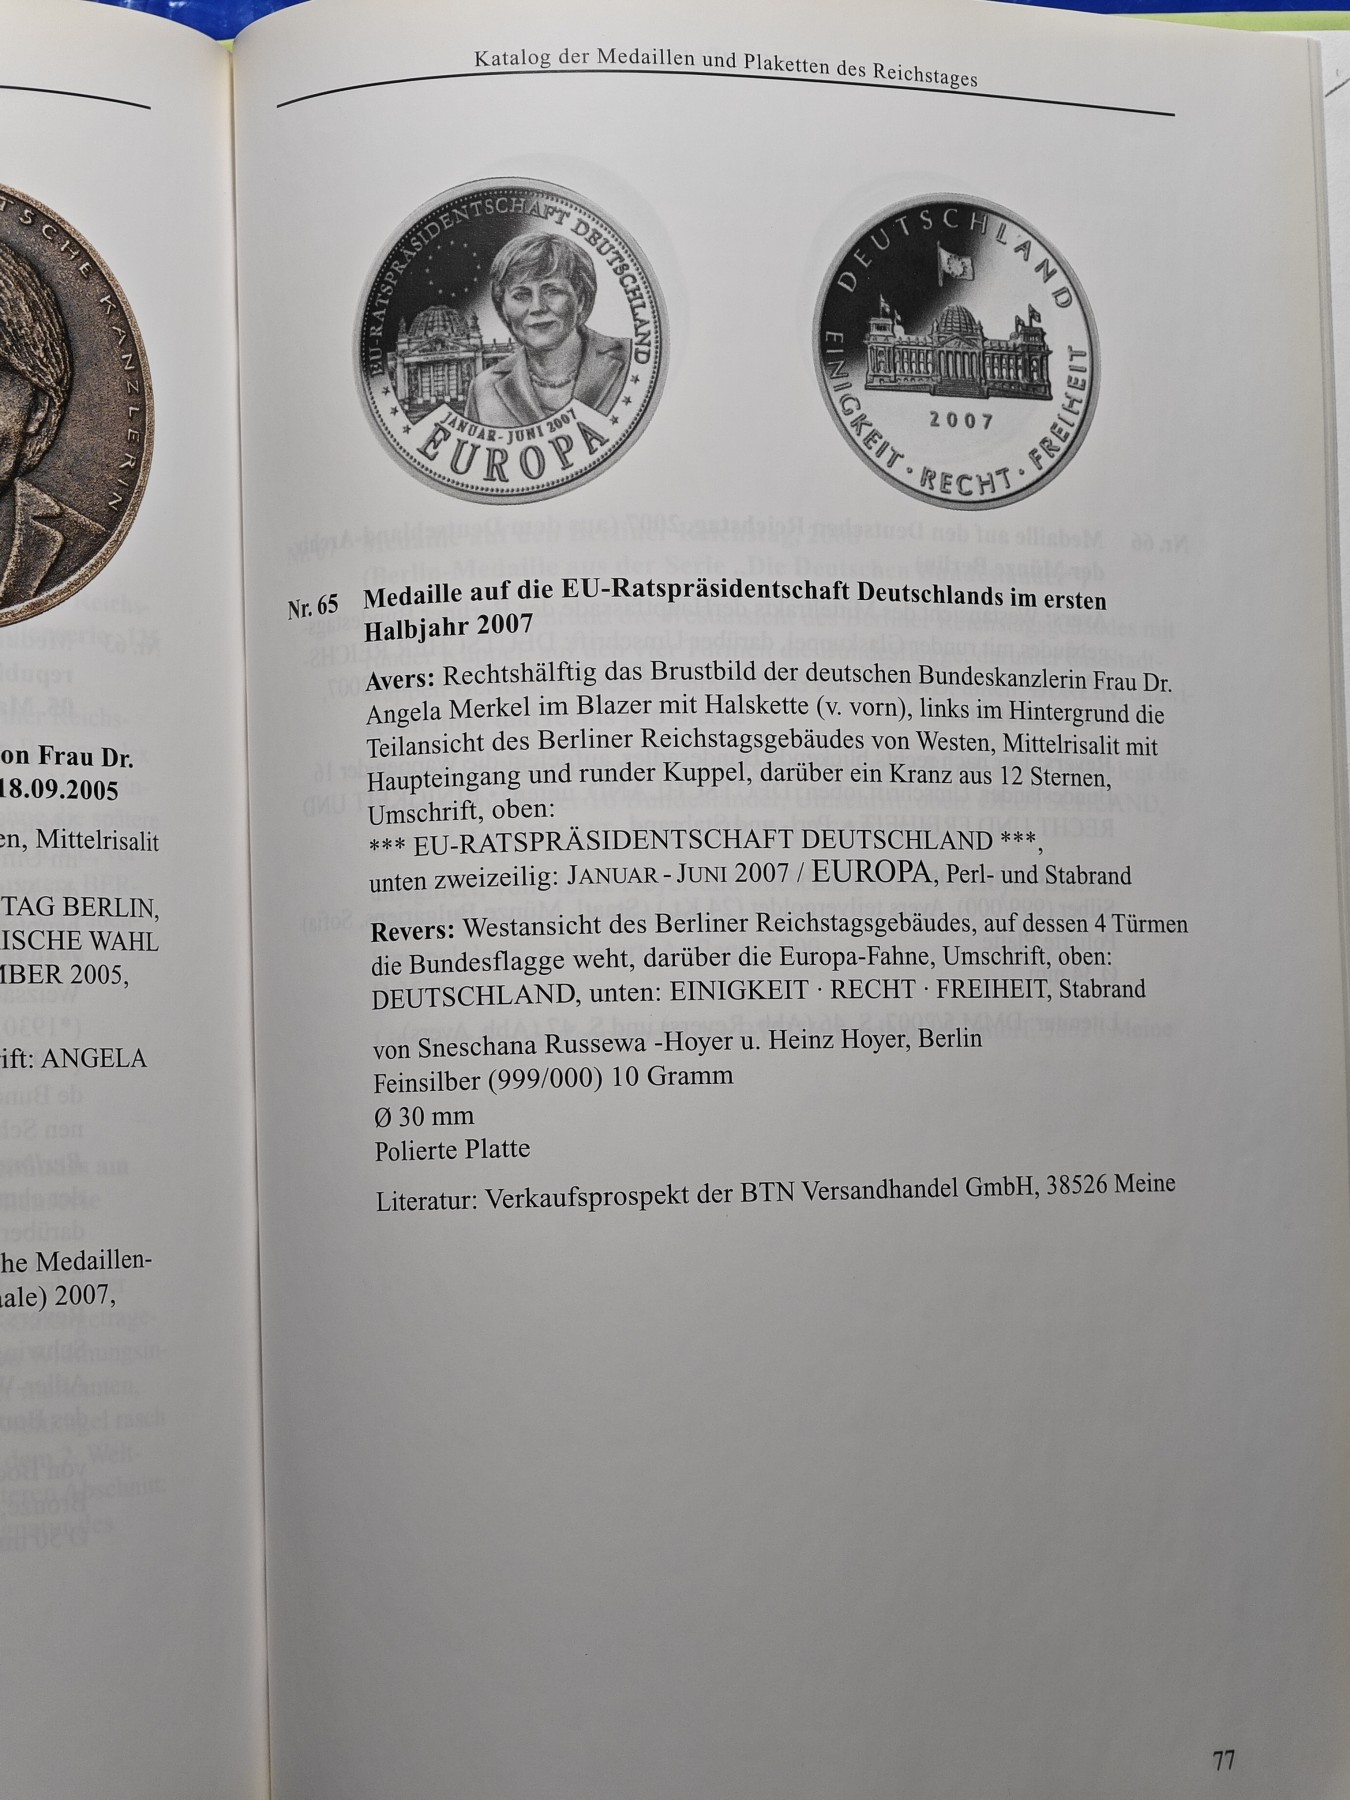 Katalog der Medaillen und Plaketten des Reichstages
TSCHE KANZLERIN
on Frau Dr.
18.09.2005
en, Mittelrisalit
TAG BERLIN,
ISCHE WAHL
MBER 2005,
ift: ANGELA
he Medaillen-
aale) 2007,
EU-RATSPRÄSIDENTSCHAFT DEUTSCHLAND
JANUAR - JUNI 2007
EUROPA
DEUTSCHLAND
2007
EINIGKEIT · RECHT · FREIHEIT
Nr. 65 Medaille auf die EU-Ratspräsidentschaft Deutschlands im ersten
Halbjahr 2007
Avers: Rechtshälftig das Brustbild der deutschen Bundeskanzlerin Frau Dr.
Angela Merkel im Blazer mit Halskette (v. vorn), links im Hintergrund die
Teilansicht des Berliner Reichstagsgebäudes von Westen, Mittelrisalit mit
Haupteingang und runder Kuppel, darüber ein Kranz aus 12 Sternen,
Umschrift, oben:
*** EU-RATSPRÄSIDENTSCHAFT DEUTSCHLAND ***,
unten zweizeilig: JANUAR - JUNI 2007 / EUROPA, Perl- und Stabrand
Revers: Westansicht des Berliner Reichstagsgebäudes, auf dessen 4 Türmen
die Bundesflagge weht, darüber die Europa-Fahne, Umschrift, oben:
DEUTSCHLAND, unten: EINIGKEIT · RECHT · FREIHEIT, Stabrand
von Sneschana Russewa -Hoyer u. Heinz Hoyer, Berlin
Feinsilber (999/000) 10 Gramm
Ø 30 mm
Polierte Platte
Literatur: Verkaufsprospekt der BTN Versandhandel GmbH, 38526 Meine
77